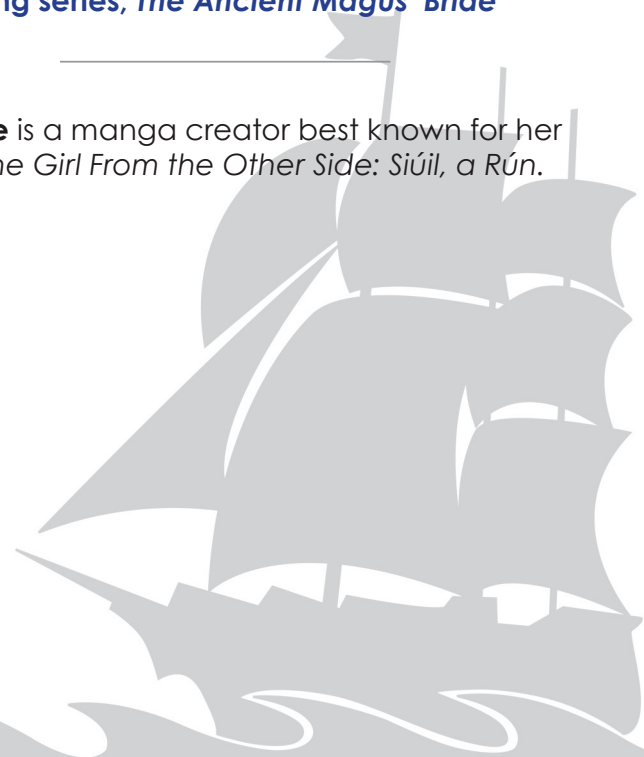 ng series, The Ancient Magus' Bride
e is a manga creator best known for her
he Girl From the Other Side: Siúil, a Rún.